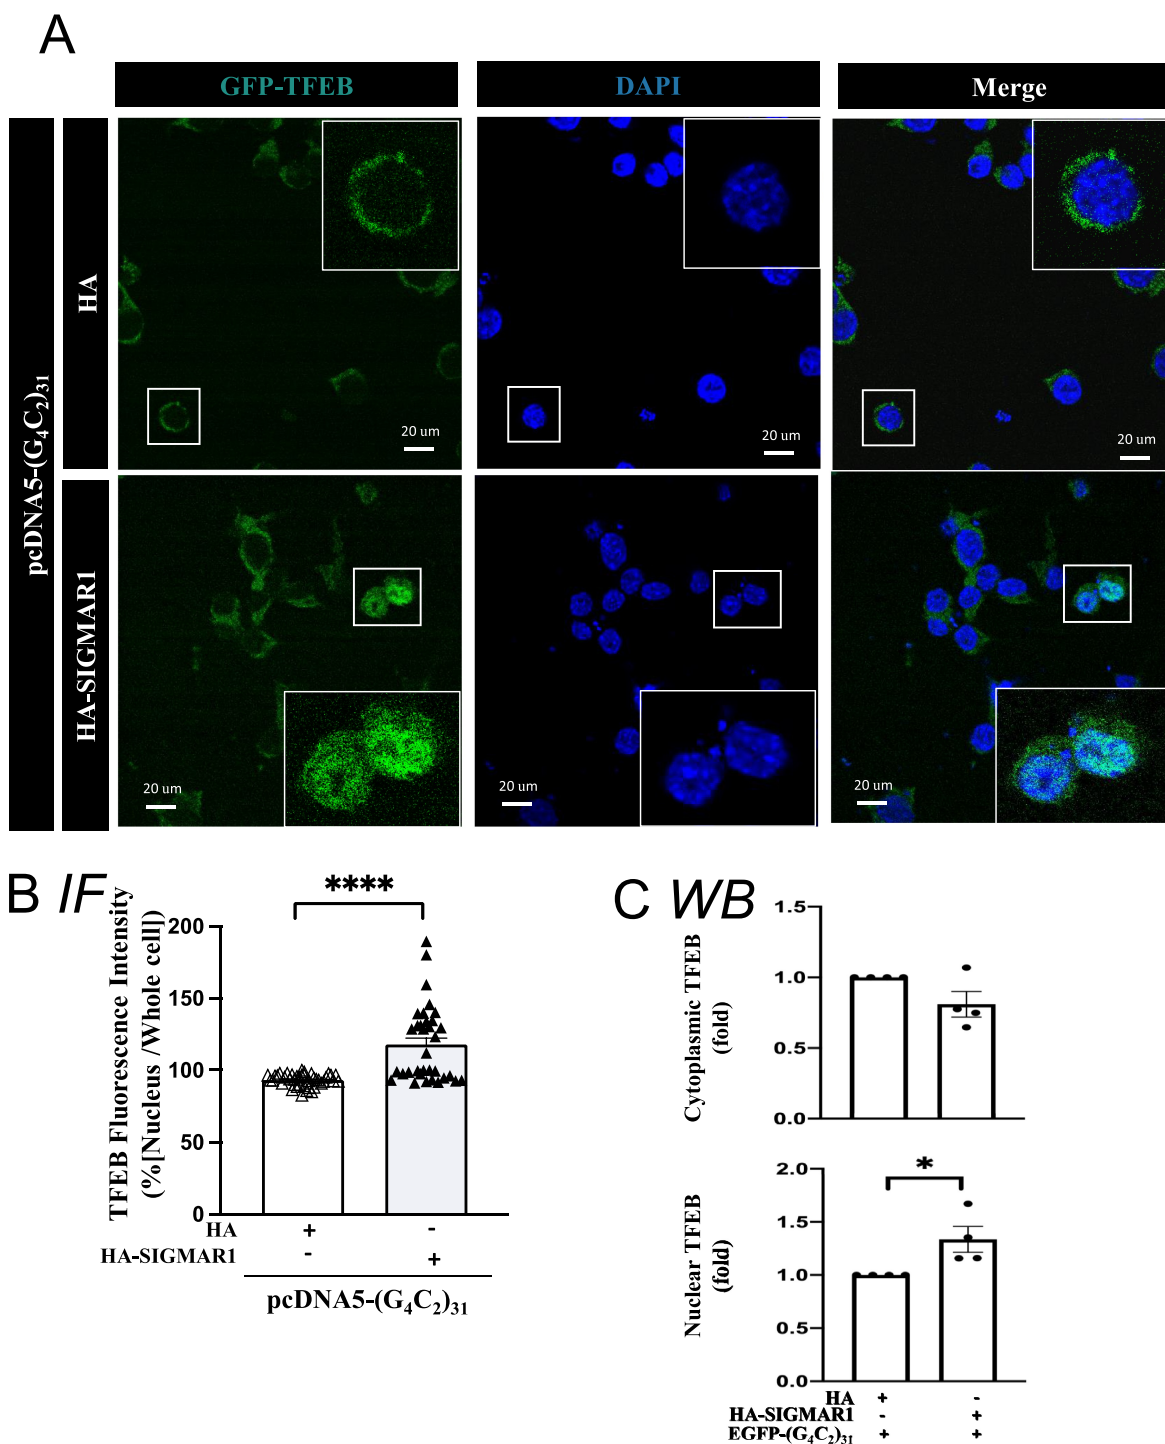 A
GFP-TFEB DAPI Merge
pcDNA5-(G₄C₂)₃₁
HA
20 um 20 um 20 um
HA-SIGMAR1
20 um 20 um 20 um
B IF
****
TFEB Fluorescence Intensity
(%[Nucleus /Whole cell])
200
150
100
50
0
HA + -
HA-SIGMAR1 - +
pcDNA5-(G₄C₂)₃₁
C WB
Cytoplasmic TFEB
(fold)
1.5
1.0
0.5
0.0
Nuclear TFEB
(fold)
*
2.0
1.5
1.0
0.5
0.0
HA + -
HA-SIGMAR1 - +
EGFP-(G₄C₂)₃₁ + +